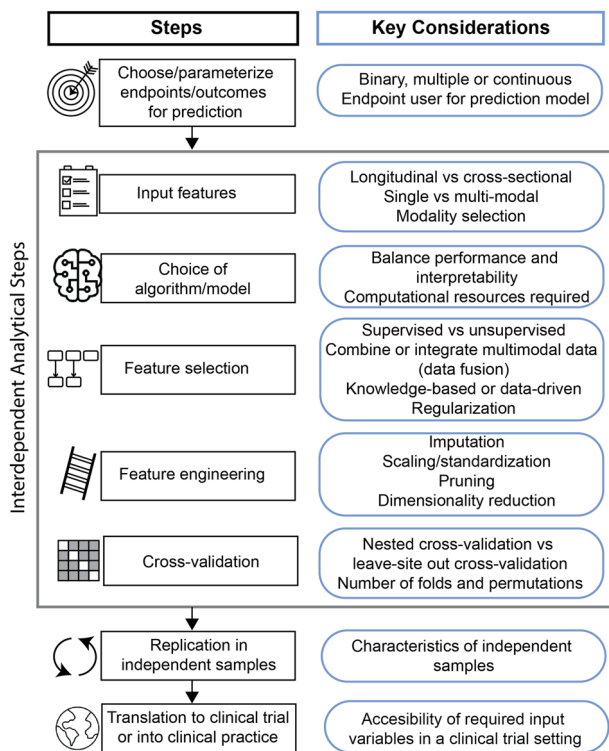 Steps
Key Considerations
Choose/parameterize
endpoints/outcomes
for prediction
Binary, multiple or continuous
Endpoint user for prediction model
Interdependent Analytical Steps
Input features
Longitudinal vs cross-sectional
Single vs multi-modal
Modality selection
Choice of
algorithm/model
Balance performance and
interpretability
Computational resources required
Feature selection
Supervised vs unsupervised
Combine or integrate multimodal data
(data fusion)
Knowledge-based or data-driven
Regularization
Feature engineering
Imputation
Scaling/standardization
Pruning
Dimensionality reduction
Cross-validation
Nested cross-validation vs
leave-site out cross-validation
Number of folds and permutations
Replication in
independent samples
Characteristics of independent
samples
Translation to clinical trial
or into clinical practice
Accesibility of required input
variables in a clinical trial setting